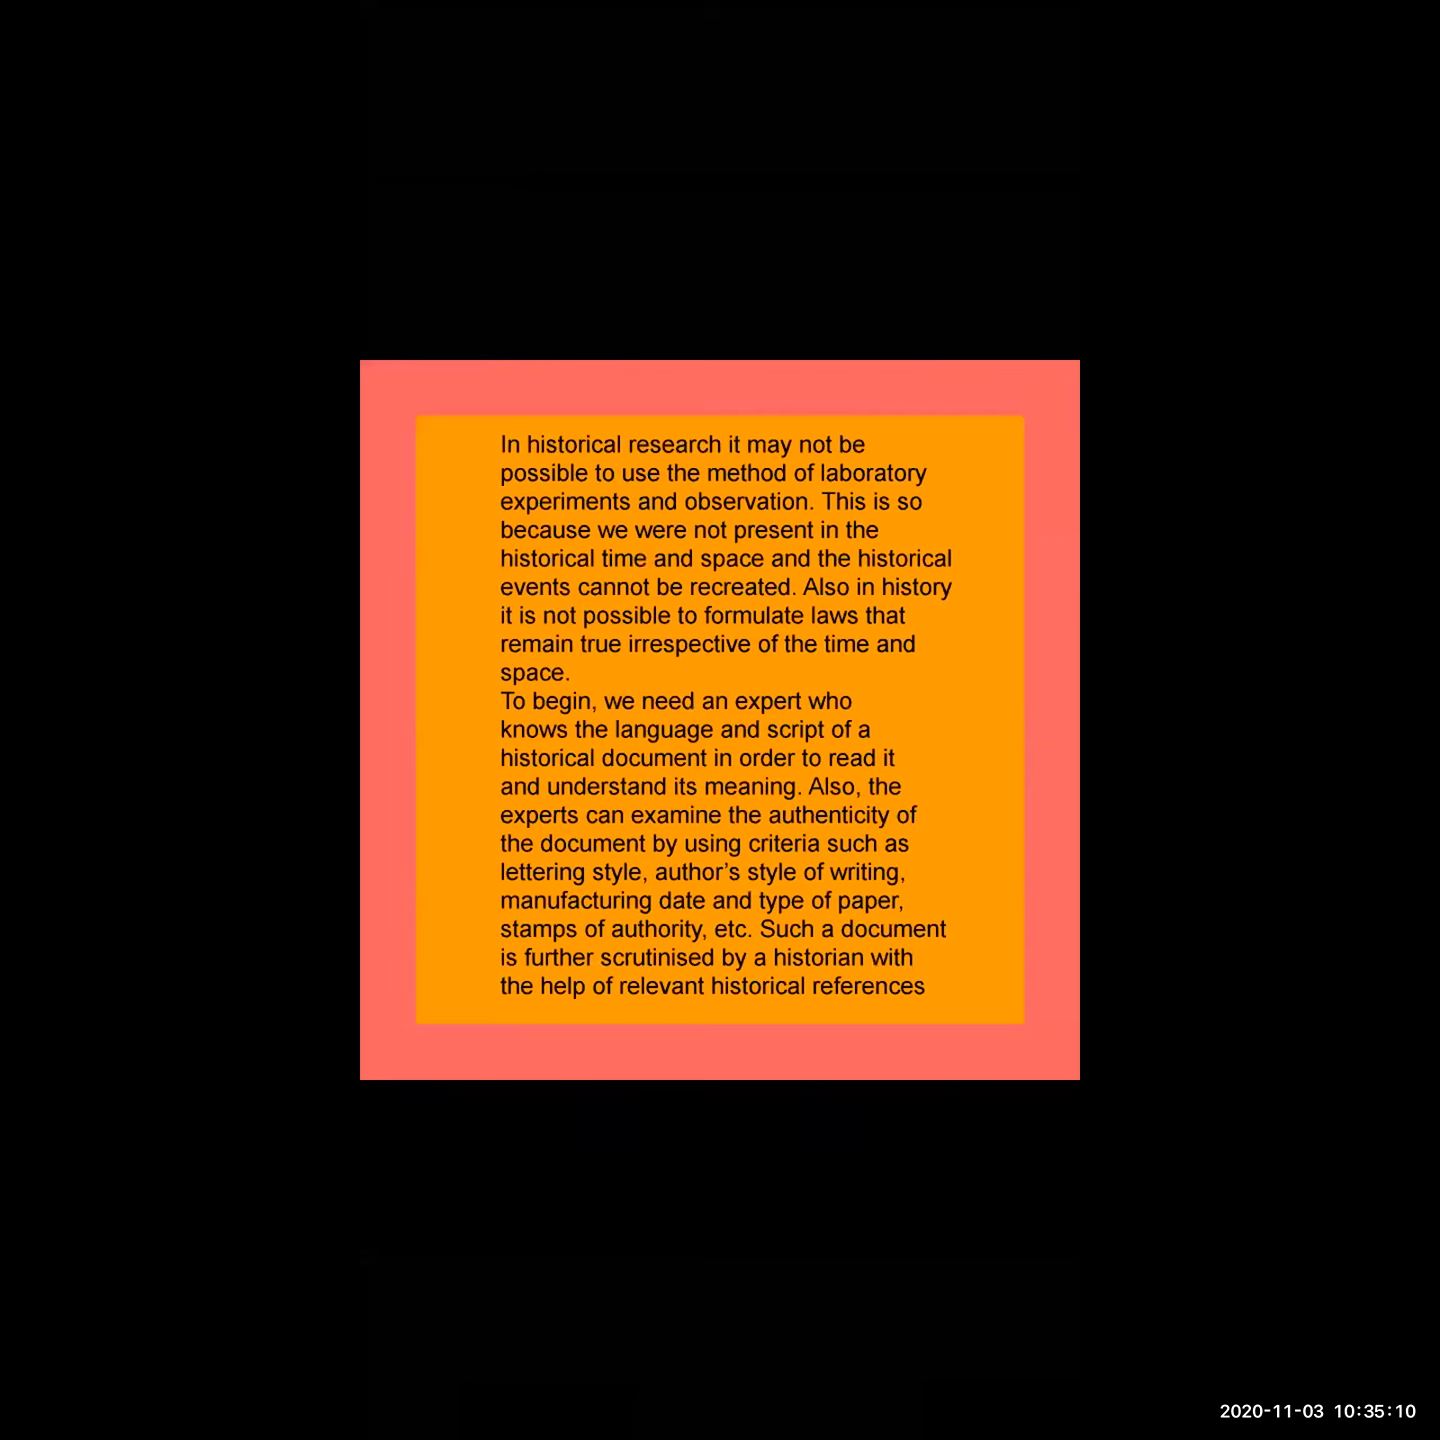 In historical research it may not be
possible to use the method of laboratory
experiments and observation. This is so
because we were not present in the
historical time and space and the historical
events cannot be recreated. Also in history
it is not possible to formulate laws that
remain true irrespective of the time and
space.
To begin, we need an expert who
knows the language and script of a
historical document in order to read it
and understand its meaning. Also, the
experts can examine the authenticity of
the document by using criteria such as
lettering style, author’s style of writing,
manufacturing date and type of paper,
stamps of authority, etc. Such a document
is further scrutinised by a historian with
the help of relevant historical references
2020-11-03 10:35:10